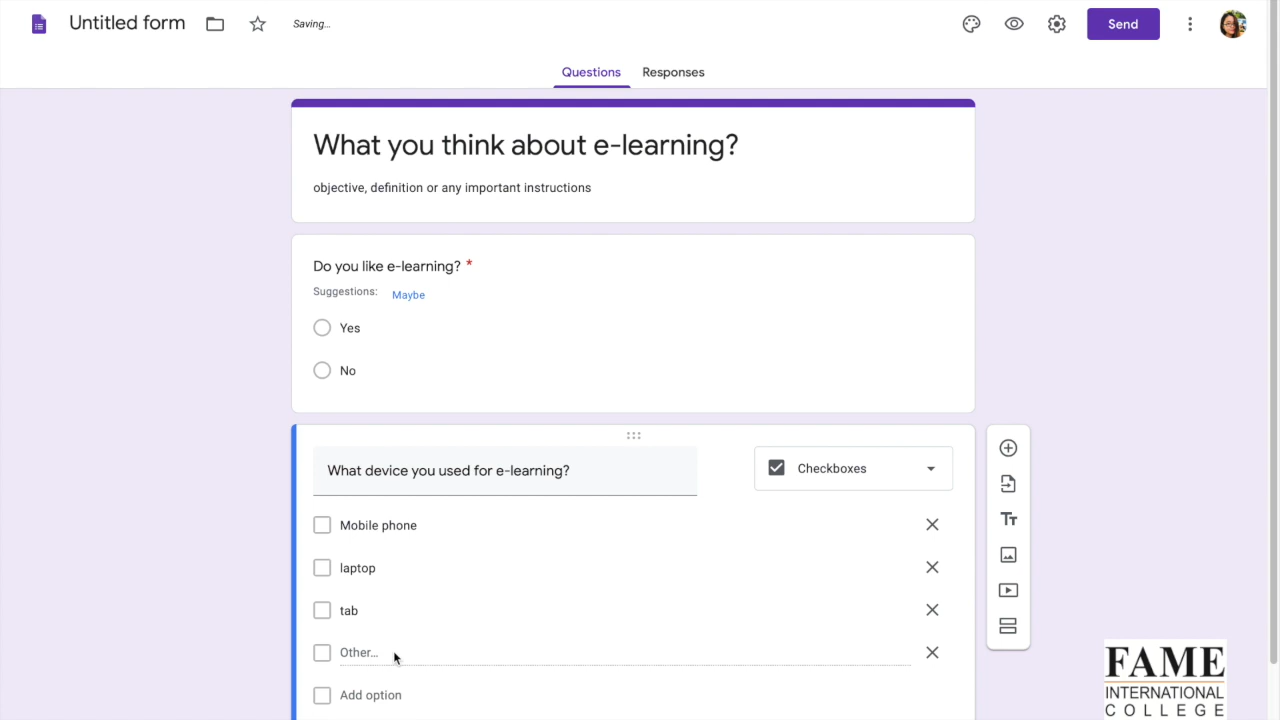 Untitled form
Saving...
Send
Questions
Responses
What you think about e-learning?
objective, definition or any important instructions
Do you like e-learning? *
Suggestions: Maybe
Yes
No
What device you used for e-learning?
Checkboxes
Mobile phone
laptop
tab
Other...
Add option
Tт
FAME
INTERNATIONAL
COLLEGE